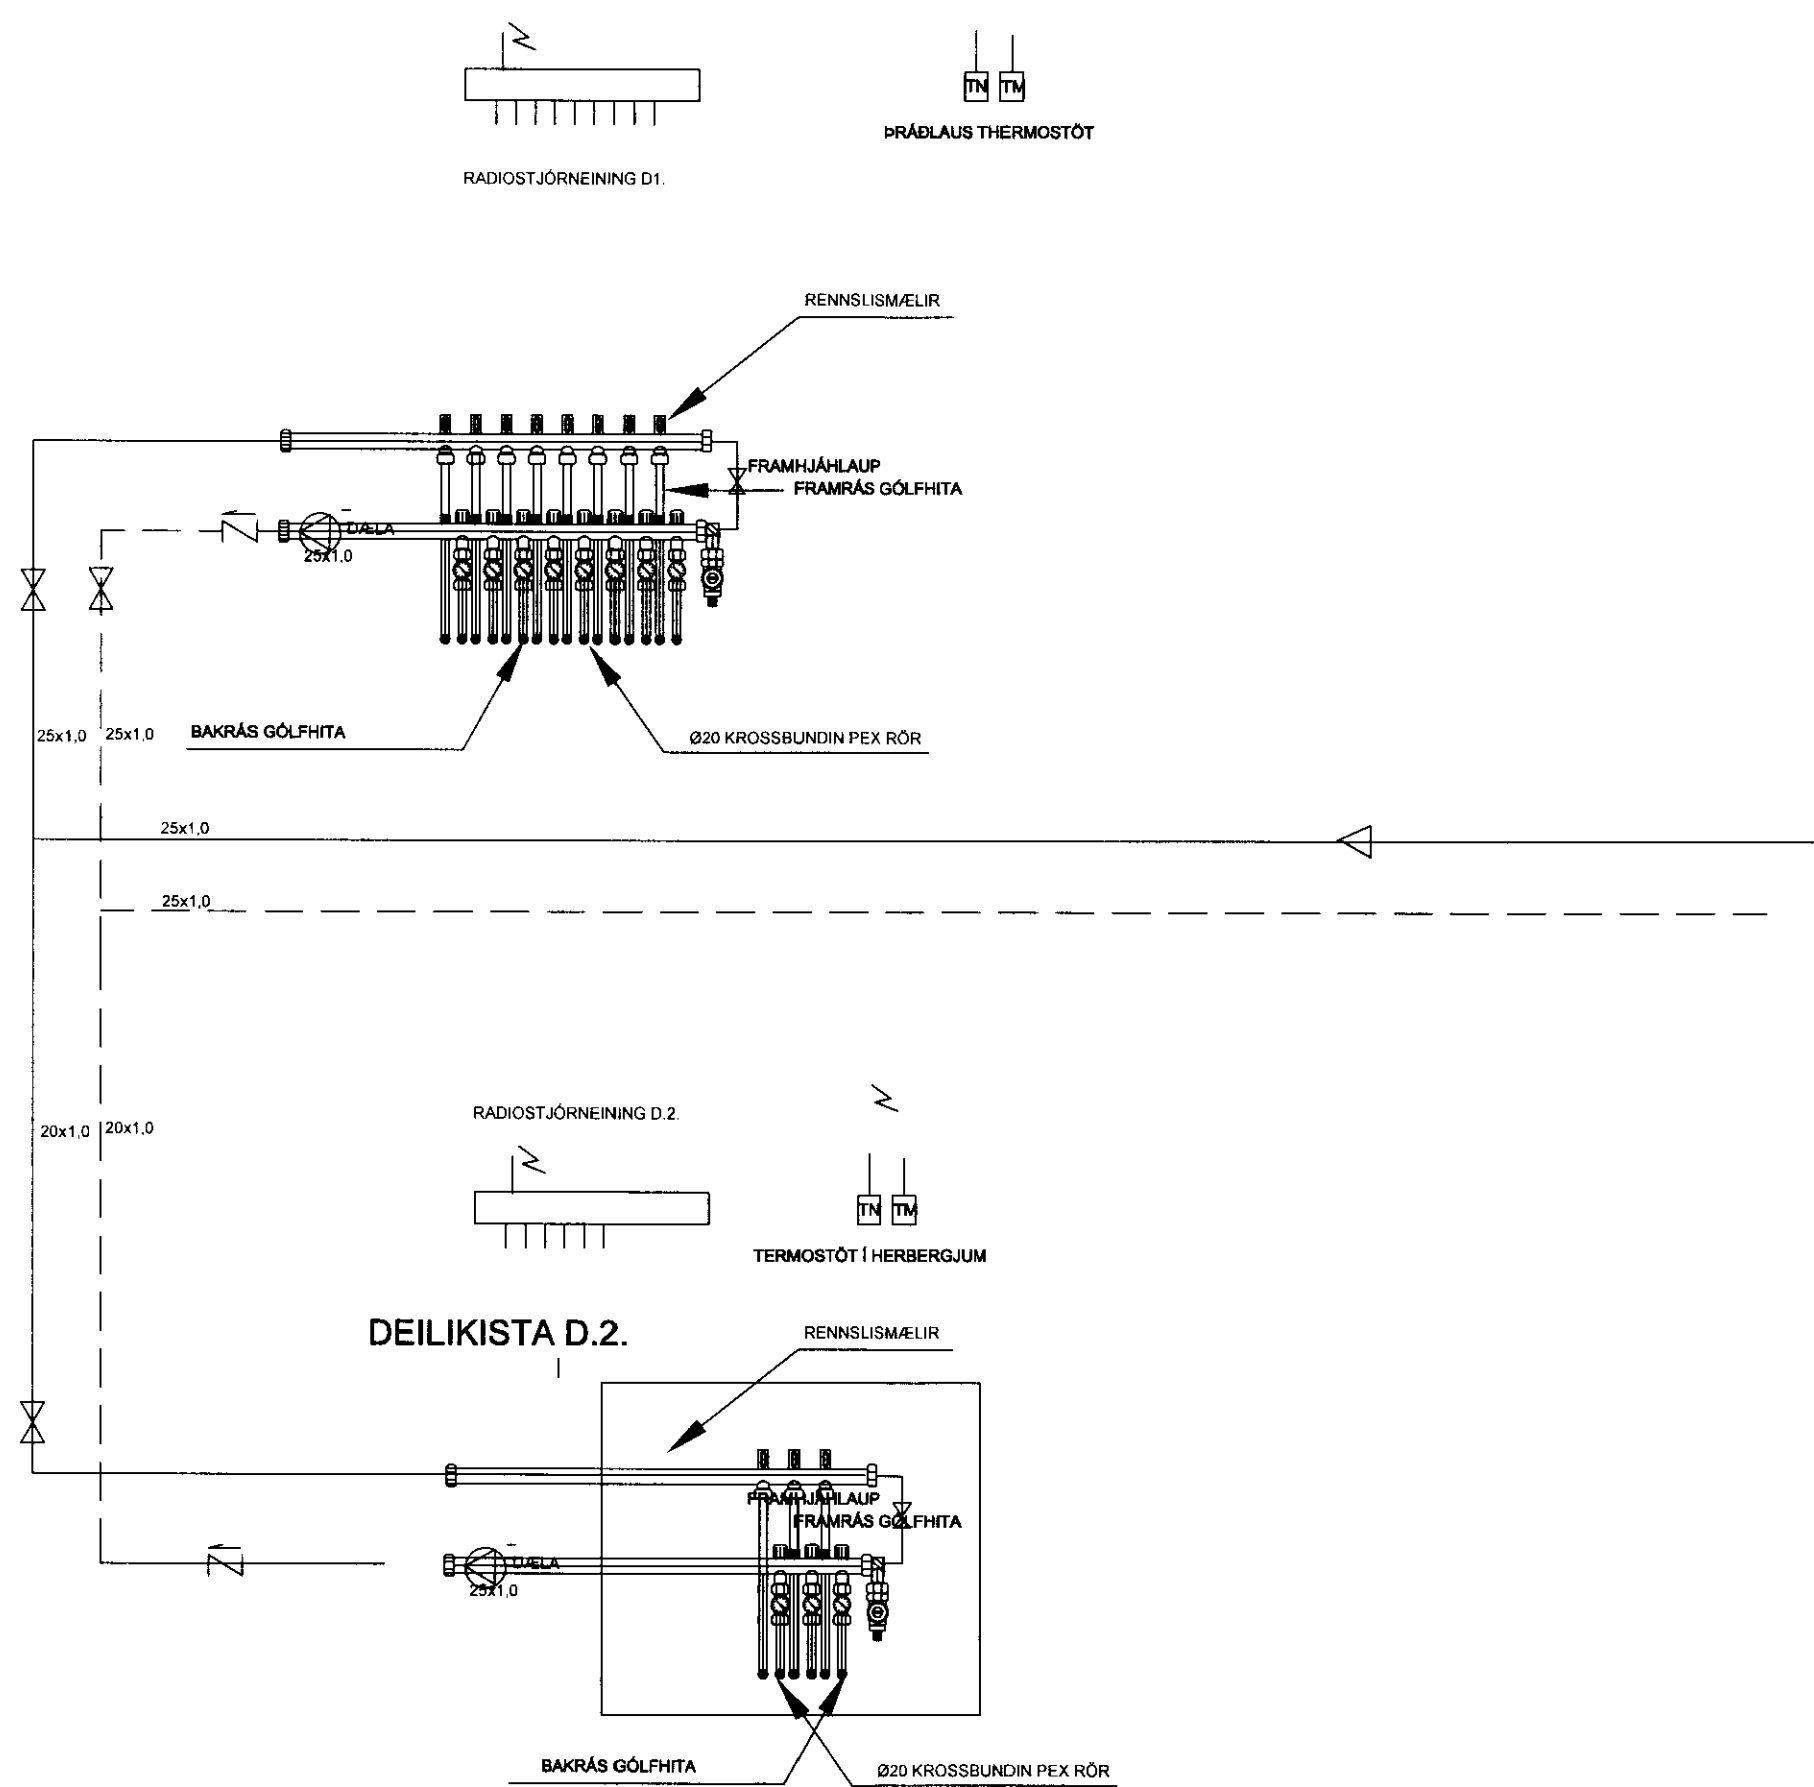 TN TM
ÞRÁÐLAUS THERMOSTÖT
RADIOSTJÓRNEINING D1.
RENNSLISMÆLIR
FRAMHJÁHLAUP
FRAMRÁS GÓLFHITA
DÆLA
25x1,0
25x1,0 25x1,0
BAKRÁS GÓLFHITA
Ø20 KROSSBUNDIN PEX RÖR
25x1,0
25x1,0
RADIOSTJÓRNEINING D.2.
20x1,0 20x1,0
TN TM
TERMOSTÖT Í HERBERGJUM
DEILIKISTA D.2.
RENNSLISMÆLIR
FRAMHJÁHLAUP
FRAMRÁS GÓLFHITA
DÆLA
25x1,0
BAKRÁS GÓLFHITA
Ø20 KROSSBUNDIN PEX RÖR